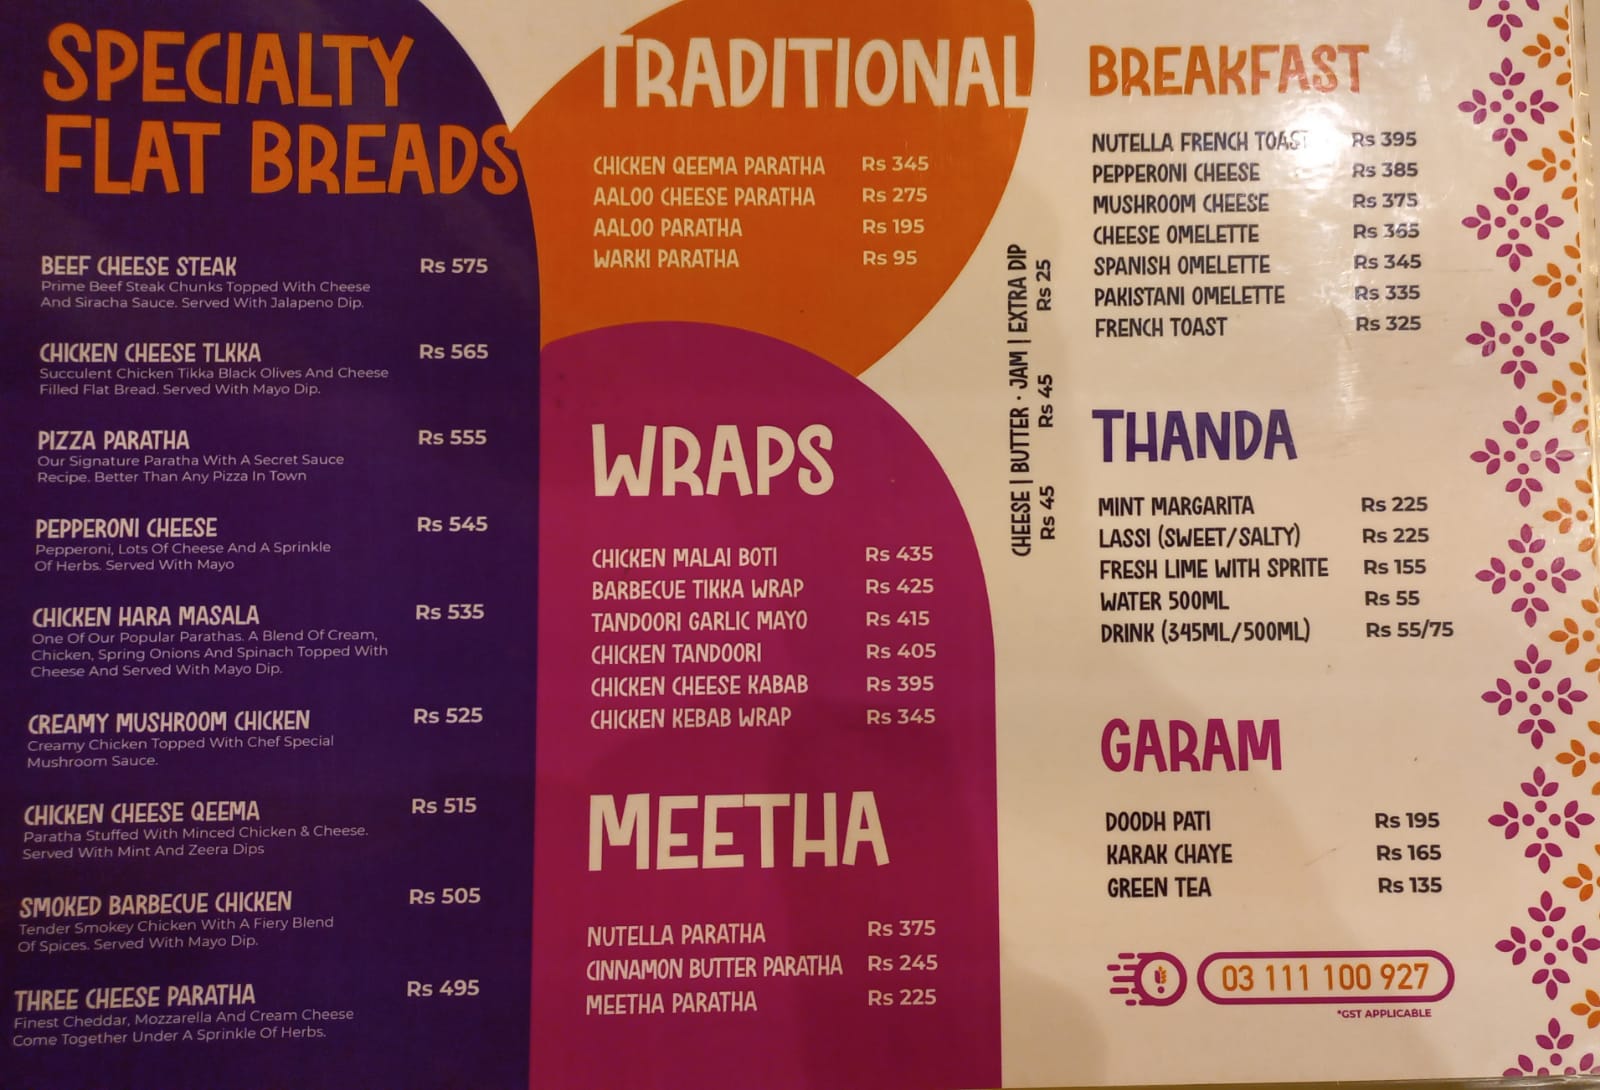 SPECIALTY
FLAT BREADS
BEEF CHEESE STEAK Rs 575
Prime Beef Steak Chunks Topped With Cheese
And Siracha Sauce. Served With Jalapeno Dip.
CHICKEN CHEESE TLKKA Rs 565
Succulent Chicken Tikka Black Olives And Cheese
Filled Flat Bread. Served With Mayo Dip.
PIZZA PARATHA Rs 555
Our Signature Paratha With A Secret Sauce
Recipe. Better Than Any Pizza In Town
PEPPERONI CHEESE Rs 545
Pepperoni, Lots Of Cheese And A Sprinkle
Of Herbs. Served With Mayo
CHICKEN HARA MASALA Rs 535
One Of Our Popular Parathas. A Blend Of Cream,
Chicken, Spring Onions And Spinach Topped With
Cheese And Served With Mayo Dip.
CREAMY MUSHROOM CHICKEN Rs 525
Creamy Chicken Topped With Chef Special
Mushroom Sauce.
CHICKEN CHEESE QEEMA Rs 515
Paratha Stuffed With Minced Chicken & Cheese.
Served With Mint And Zeera Dips
SMOKED BARBECUE CHICKEN Rs 505
Tender Smokey Chicken With A Fiery Blend
Of Spices. Served With Mayo Dip.
THREE CHEESE PARATHA Rs 495
Finest Cheddar, Mozzarella And Cream Cheese
Come Together Under A Sprinkle Of Herbs.
TRADITIONAL
CHICKEN QEEMA PARATHA Rs 345
AALOO CHEESE PARATHA Rs 275
AALOO PARATHA Rs 195
WARKI PARATHA Rs 95
WRAPS
CHICKEN MALAI BOTI Rs 435
BARBECUE TIKKA WRAP Rs 425
TANDOORI GARLIC MAYO Rs 415
CHICKEN TANDOORI Rs 405
CHICKEN CHEESE KABAB Rs 395
CHICKEN KEBAB WRAP Rs 345
MEETHA
NUTELLA PARATHA Rs 375
CINNAMON BUTTER PARATHA Rs 245
MEETHA PARATHA Rs 225
CHEESE | BUTTER · JAM | EXTRA DIP
Rs 45 Rs 45 Rs 25
BREAKFAST
NUTELLA FRENCH TOAST Rs 395
PEPPERONI CHEESE Rs 385
MUSHROOM CHEESE Rs 375
CHEESE OMELETTE Rs 365
SPANISH OMELETTE Rs 345
PAKISTANI OMELETTE Rs 335
FRENCH TOAST Rs 325
THANDA
MINT MARGARITA Rs 225
LASSI (SWEET/SALTY) Rs 225
FRESH LIME WITH SPRITE Rs 155
WATER 500ML Rs 55
DRINK (345ML/500ML) Rs 55/75
GARAM
DOODH PATI Rs 195
KARAK CHAYE Rs 165
GREEN TEA Rs 135
03 111 100 927
*GST APPLICABLE